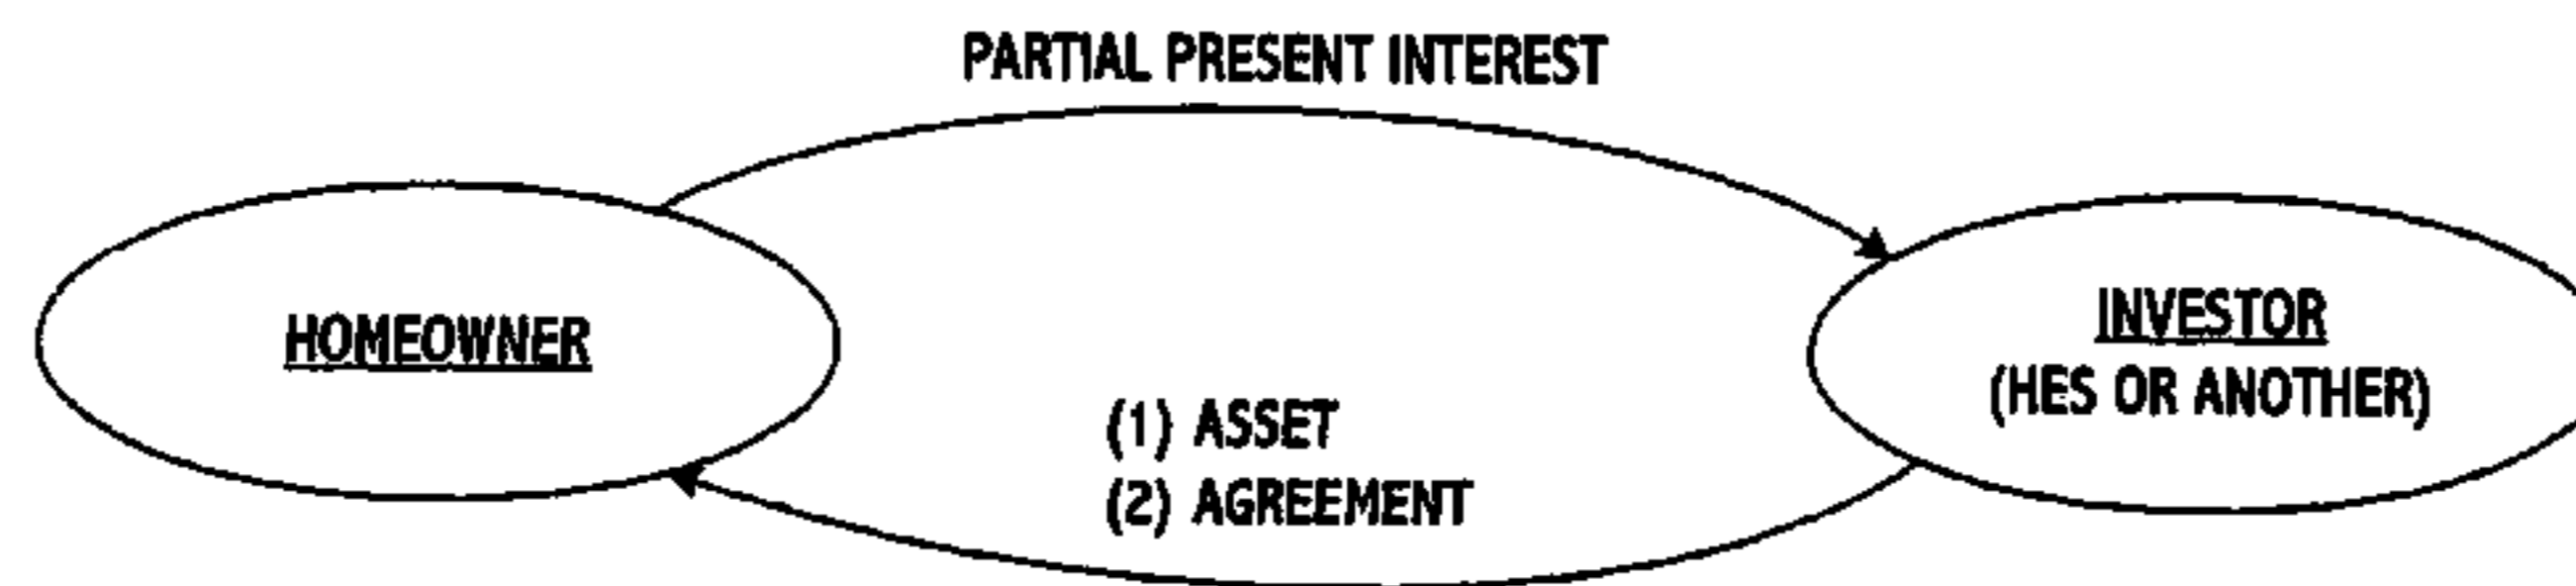 PARTIAL PRESENT INTEREST
HOMEOWNER
INVESTOR
(HES OR ANOTHER)
(1) ASSET
(2) AGREEMENT